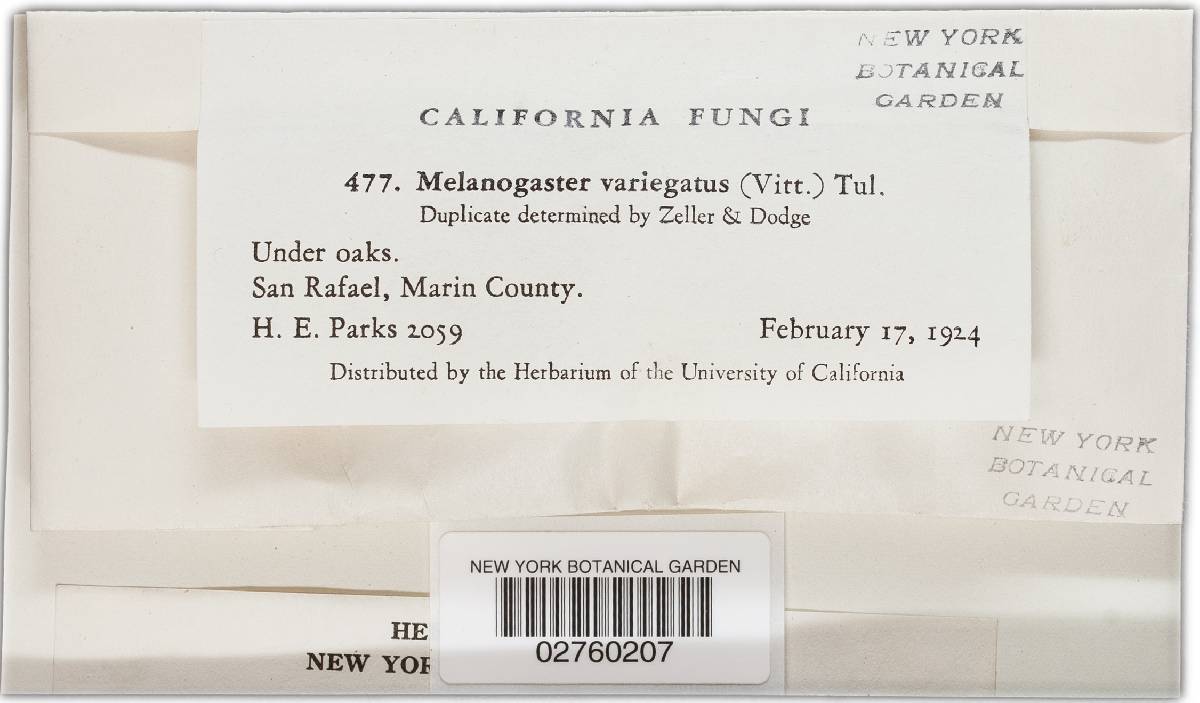 NEW YORK
BOTANICAL
GARDEN
CALIFORNIA FUNGI
477. Melanogaster variegatus (Vitt.) Tul.
Duplicate determined by Zeller & Dodge
Under oaks.
San Rafael, Marin County.
H. E. Parks 2059 February 17, 1924
Distributed by the Herbarium of the University of California
NEW YORK
BOTANICAL
GARDEN
NEW YORK BOTANICAL GARDEN
02760207
HE
NEW YOR